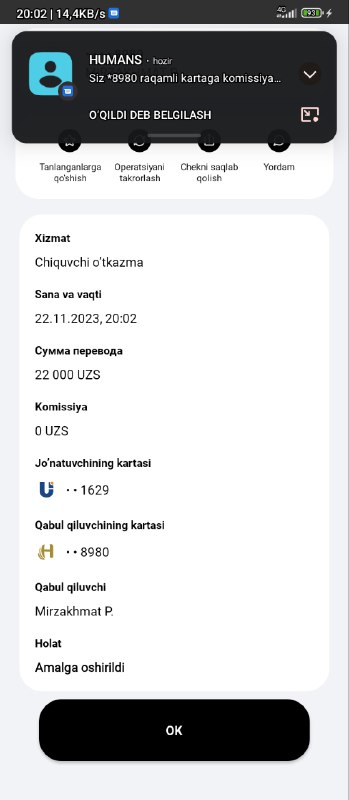 20:02 | 14,4KB/s
4G
93
HUMANS · hozir
Siz *8980 raqamli kartaga komissiya...
O'QILDI DEB BELGILASH
Tanlanganlarga qo'shish
Operatsiyani takrorlash
Chekni saqlab qolish
Yordam
Xizmat
Chiquvchi o'tkazma
Sana va vaqti
22.11.2023, 20:02
Сумма перевода
22 000 UZS
Komissiya
0 UZS
Jo'natuvchining kartasi
• • 1629
Qabul qiluvchining kartasi
• • 8980
Qabul qiluvchi
Mirzakhmat P.
Holat
Amalga oshirildi
OK